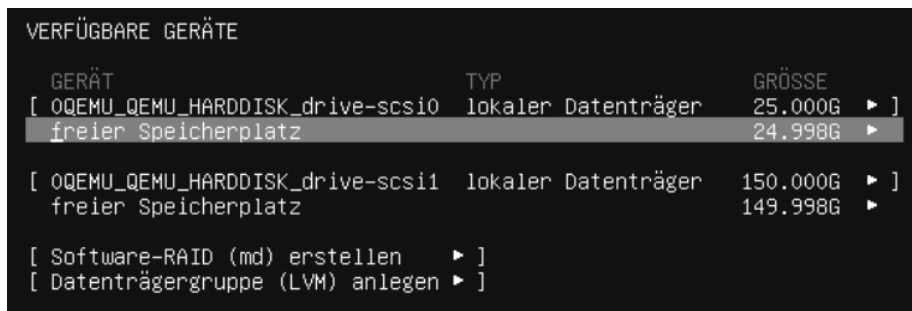 VERFÜGBARE GERÄTE
GERÄT TYP GRÖSSE
[ 0QEMU_QEMU_HARDDISK_drive-scsi0 lokaler Datenträger 25.000G ▸ ]
freier Speicherplatz 24.998G ▸
[ 0QEMU_QEMU_HARDDISK_drive-scsi1 lokaler Datenträger 150.000G ▸ ]
freier Speicherplatz 149.998G ▸
[ Software-RAID (md) erstellen ▸ ]
[ Datenträgergruppe (LVM) anlegen ▸ ]